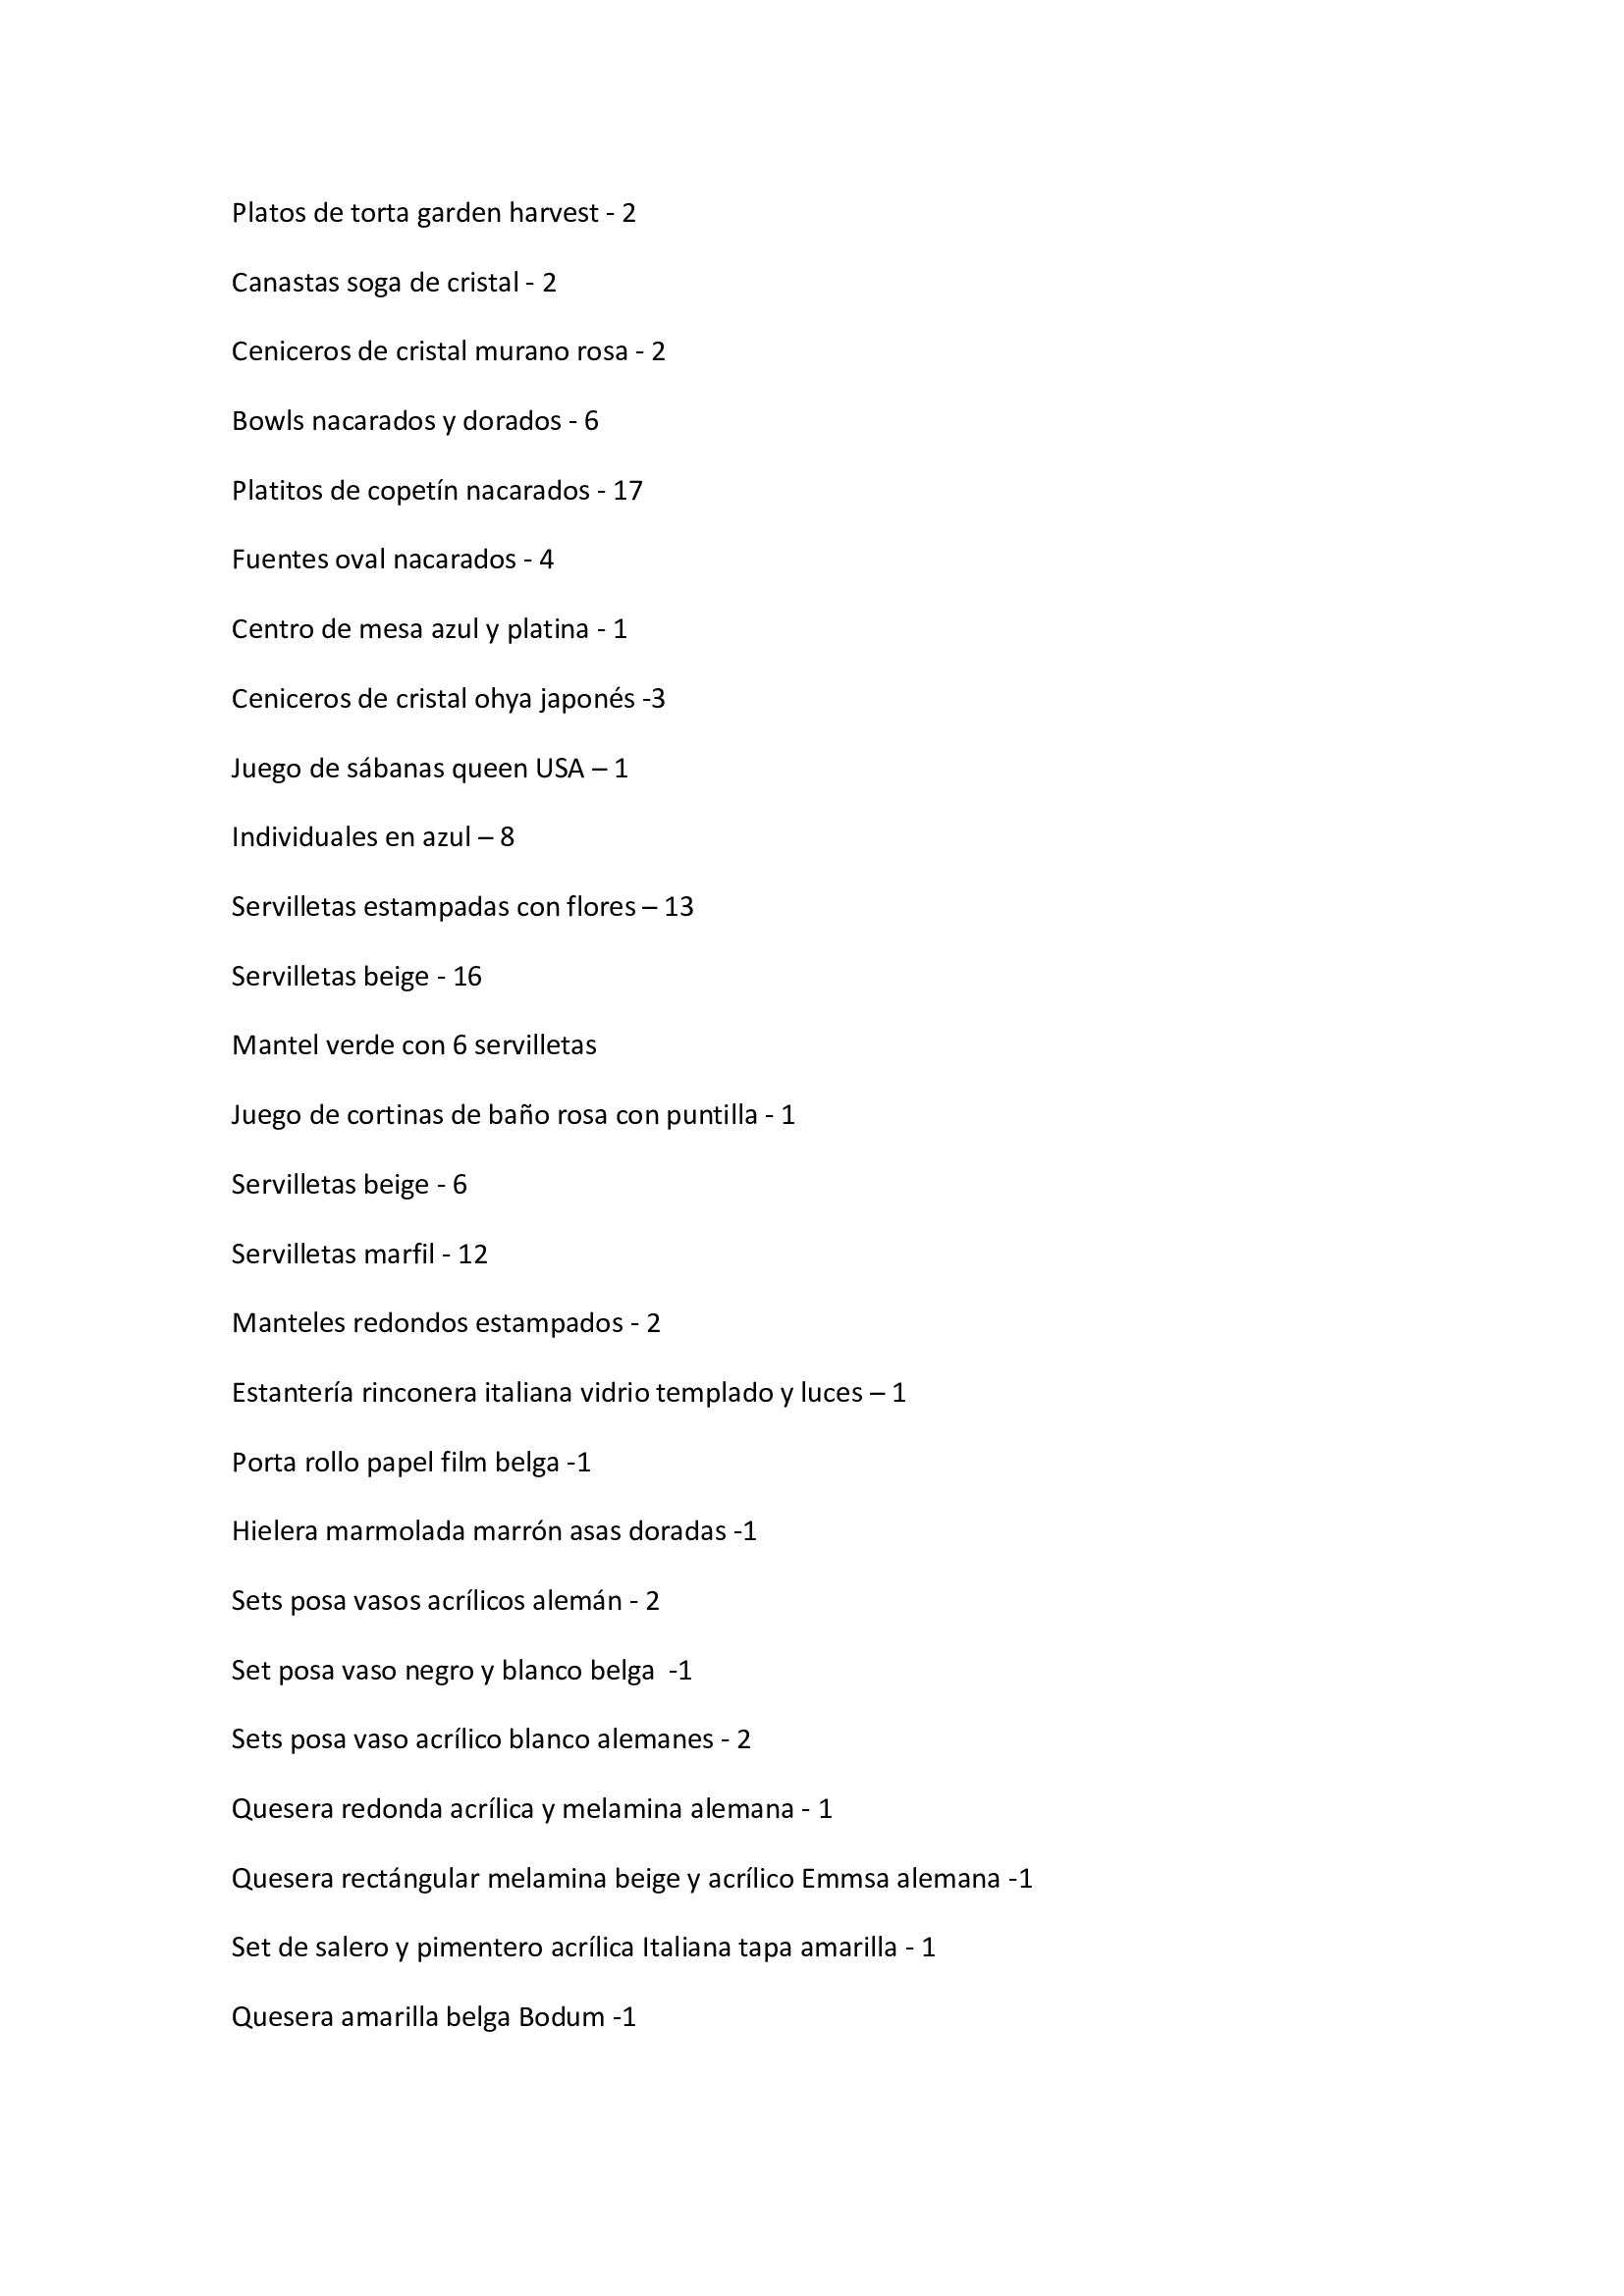 Platos de torta garden harvest - 2
Canastas soga de cristal - 2
Ceniceros de cristal murano rosa - 2
Bowls nacarados y dorados - 6
Platitos de copetín nacarados - 17
Fuentes oval nacarados - 4
Centro de mesa azul y platina - 1
Ceniceros de cristal ohya japonés -3
Juego de sábanas queen USA – 1
Individuales en azul – 8
Servilletas estampadas con flores – 13
Servilletas beige - 16
Mantel verde con 6 servilletas
Juego de cortinas de baño rosa con puntilla - 1
Servilletas beige - 6
Servilletas marfil - 12
Manteles redondos estampados - 2
Estantería rinconera italiana vidrio templado y luces – 1
Porta rollo papel film belga -1
Hielera marmolada marrón asas doradas -1
Sets posa vasos acrílicos alemán - 2
Set posa vaso negro y blanco belga  -1
Sets posa vaso acrílico blanco alemanes - 2
Quesera redonda acrílica y melamina alemana - 1
Quesera rectángular melamina beige y acrílico Emmsa alemana -1
Set de salero y pimentero acrílica Italiana tapa amarilla - 1
Quesera amarilla belga Bodum -1